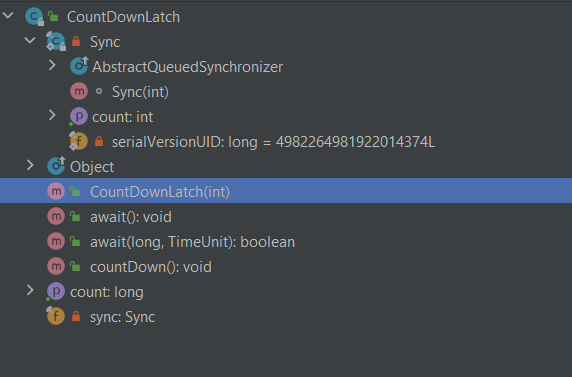 CountDownLatch
Sync
AbstractQueuedSynchronizer
Sync(int)
count: int
serialVersionUID: long = 4982264981922014374L
Object
CountDownLatch(int)
await(): void
await(long, TimeUnit): boolean
countDown(): void
count: long
sync: Sync